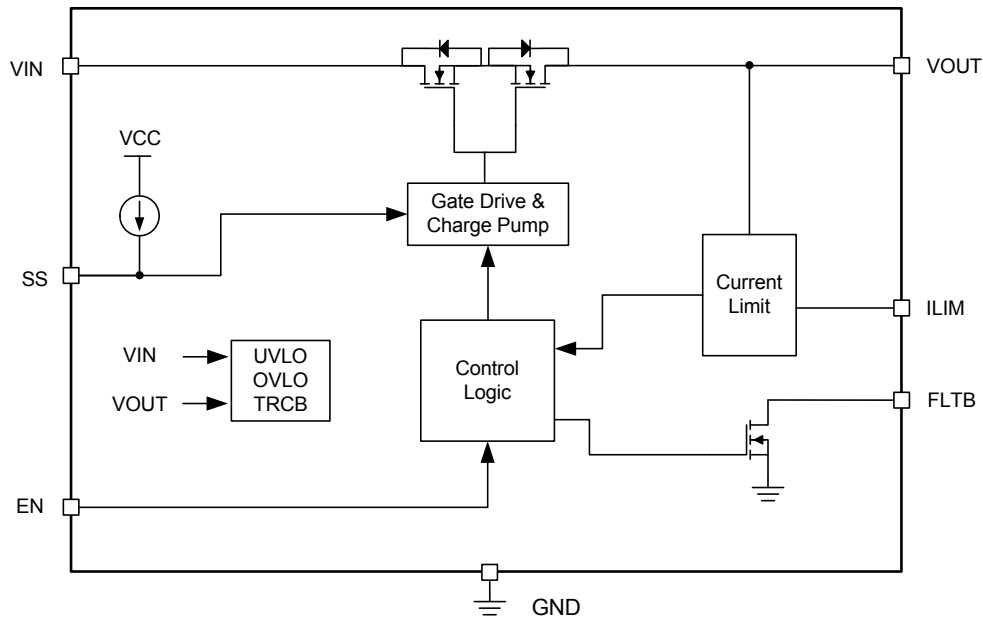 VIN
VOUT
VCC
Gate Drive &
Charge Pump
SS
Current
Limit
ILIM
VIN
UVLO
OVLO
TRCB
VOUT
Control
Logic
FLTB
EN
GND